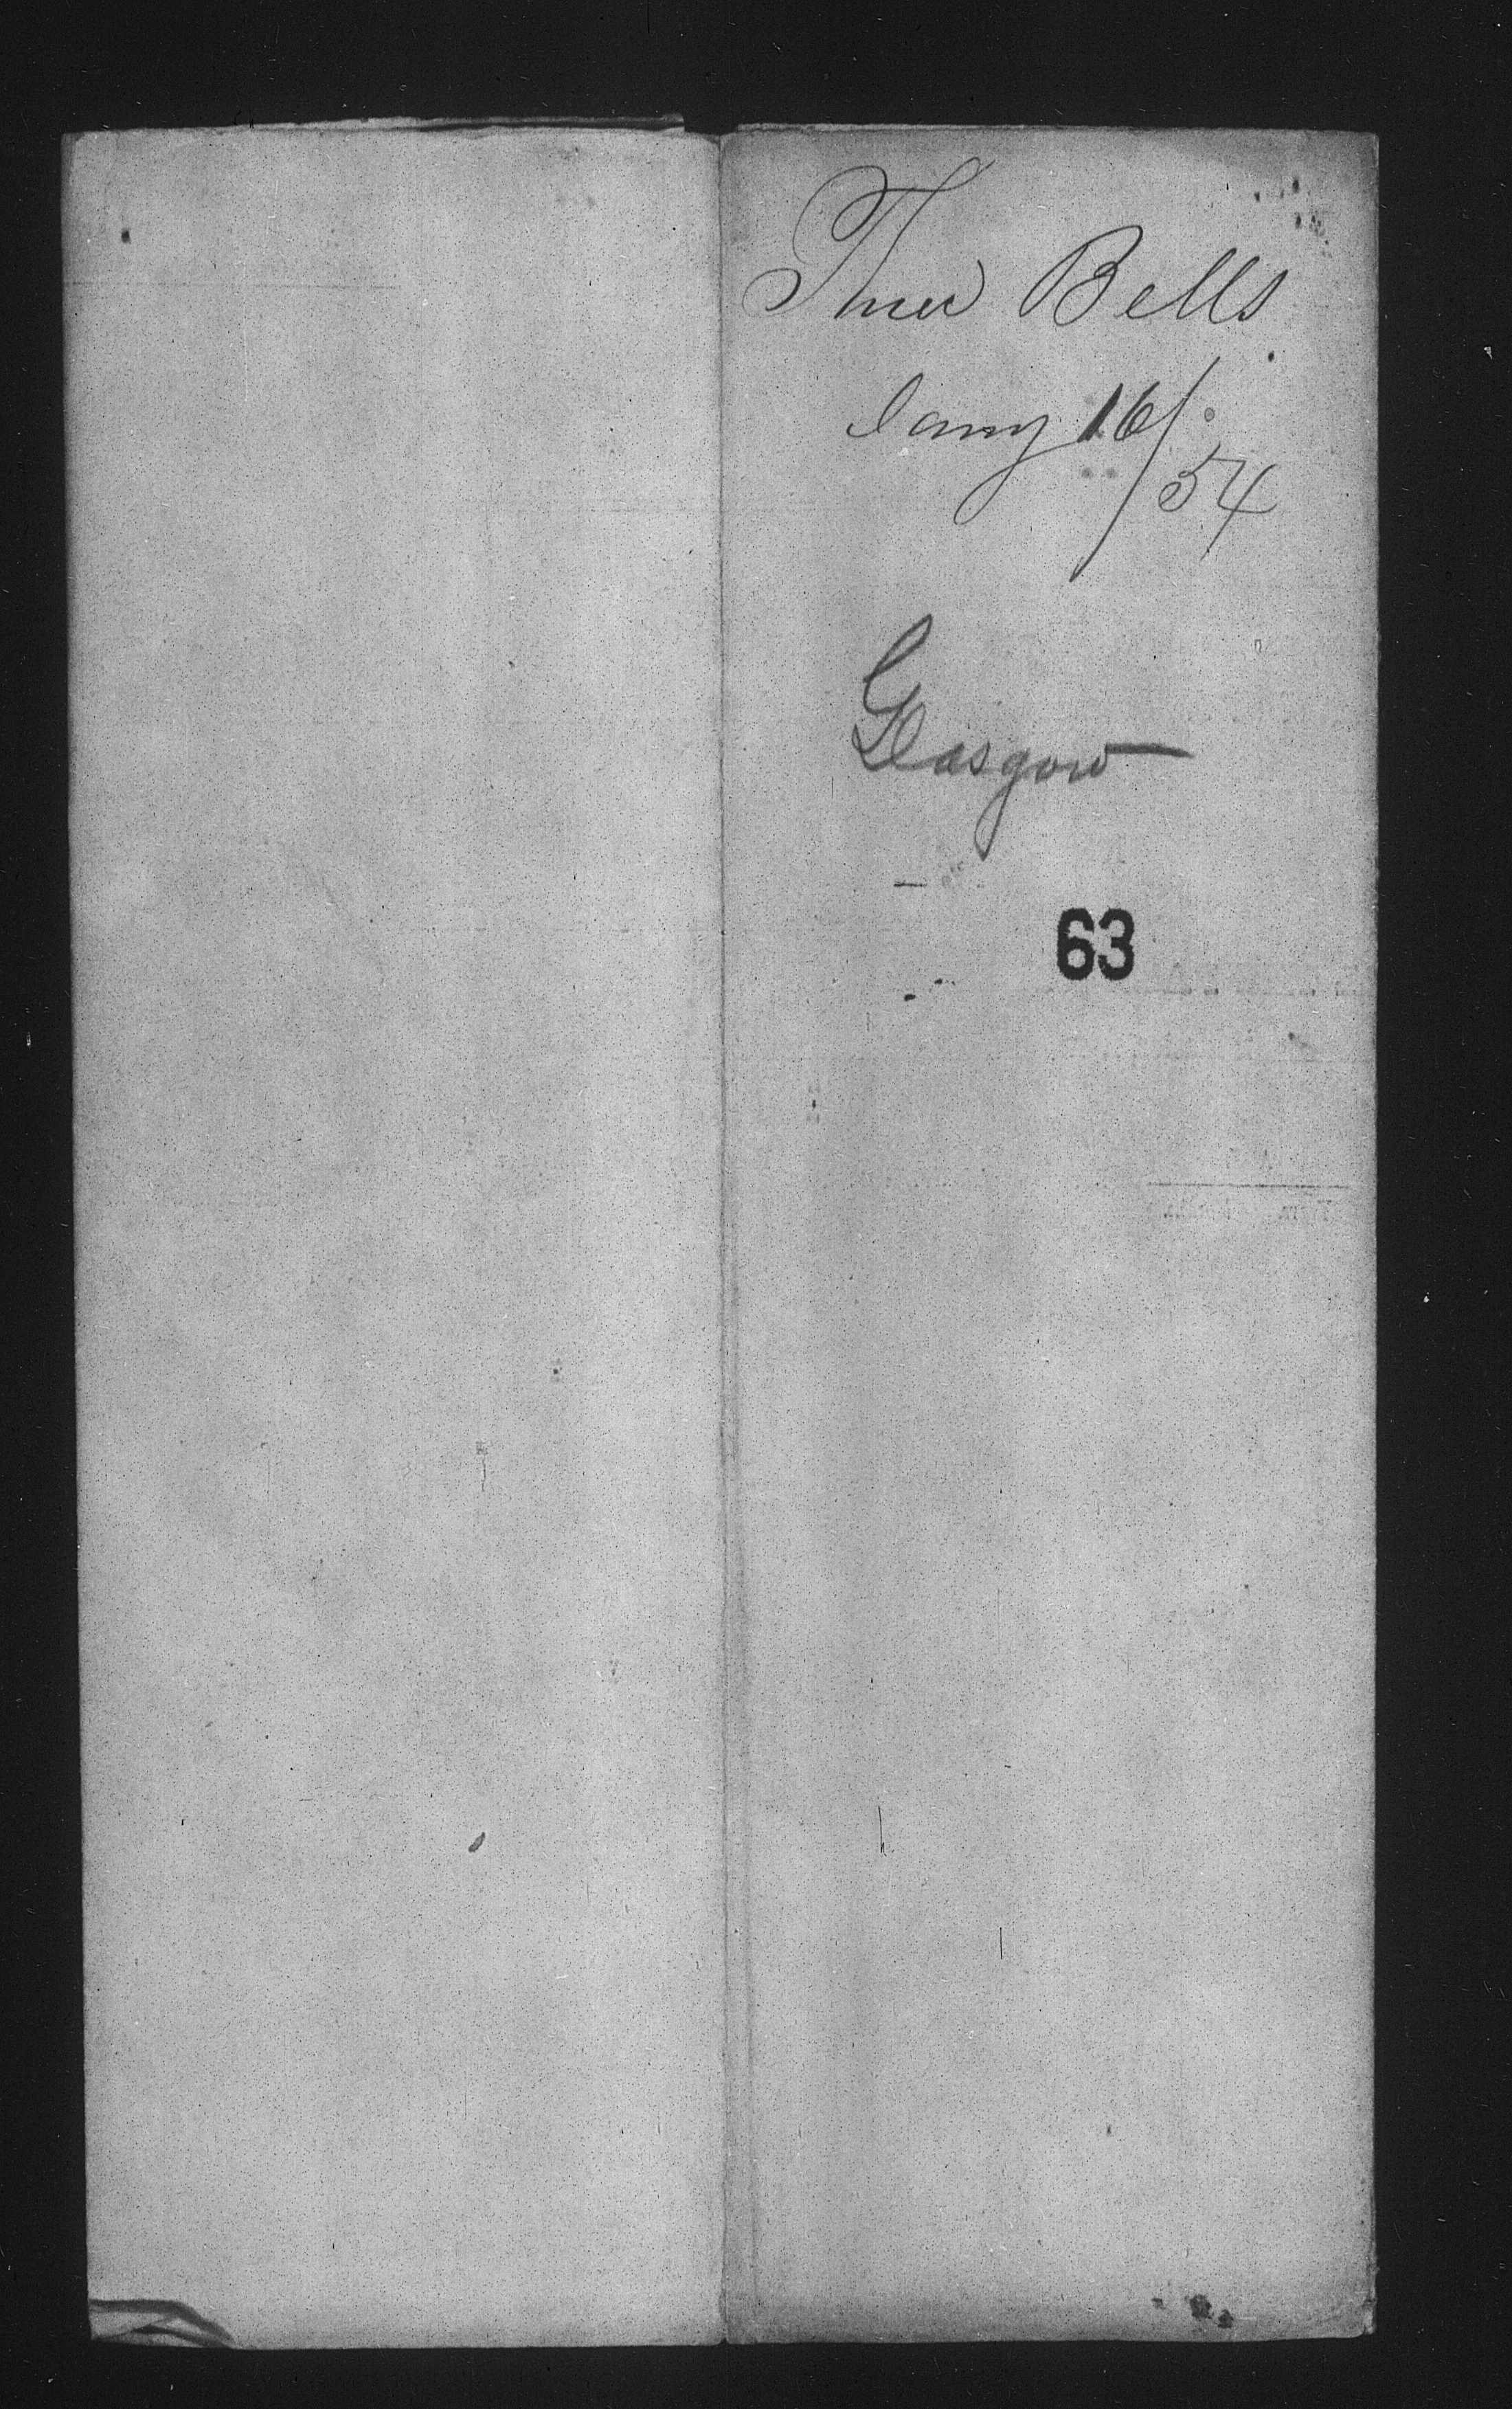 Three Bells
Jany 16/
54
Glasgow
63